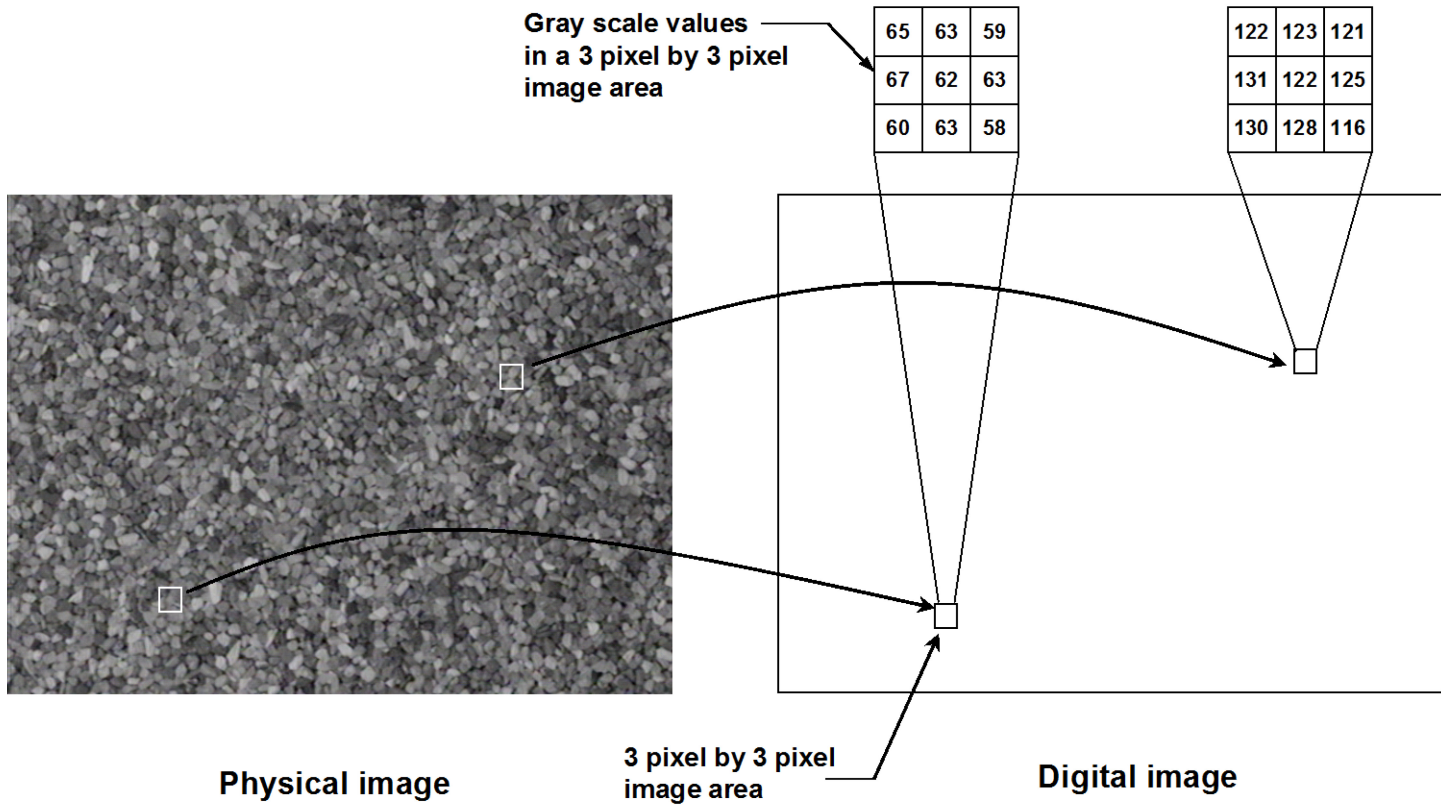 Gray scale values
in a 3 pixel by 3 pixel
image area
65 63 59
67 62 63
60 63 58
122 123 121
131 122 125
130 128 116
3 pixel by 3 pixel
image area
Physical image
Digital image